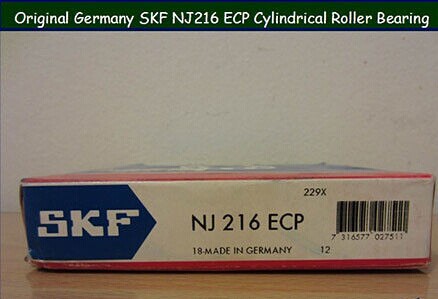 Original Germany SKF NJ216 ECP Cylindrical Roller Bearing
229X
SKF
NJ 216 ECP
7 316577 027511
18-MADE IN GERMANY 12